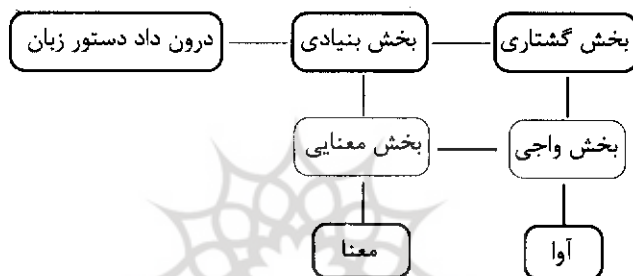 بخش گشتاری
بخش بنیادی
درون داد دستور زبان
بخش واجی
بخش معنایی
آوا
معنا